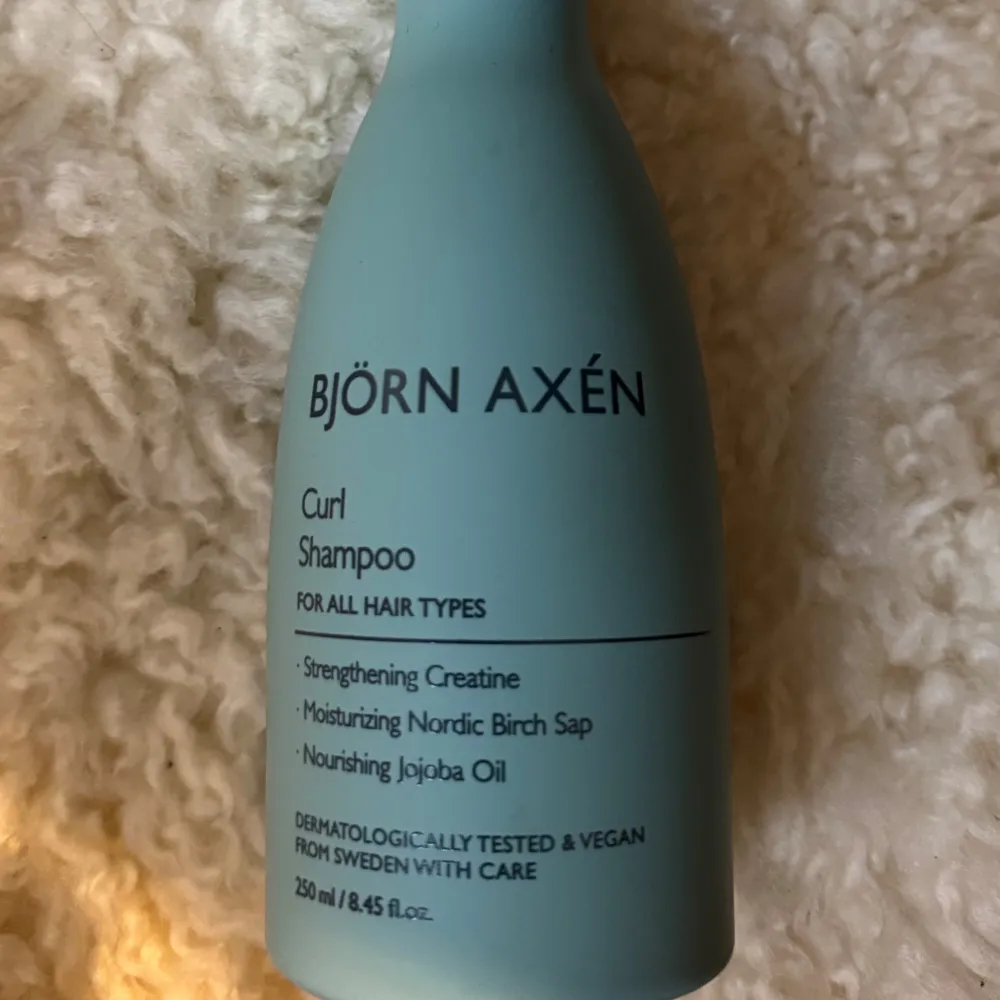 BJÖRN AXÉN
Curl
Shampoo
FOR ALL HAIR TYPES
· Strengthening Creatine
· Moisturizing Nordic Birch Sap
· Nourishing Jojoba Oil
DERMATOLOGICALLY TESTED & VEGAN
FROM SWEDEN WITH CARE
250 ml / 8.45 fl.oz.